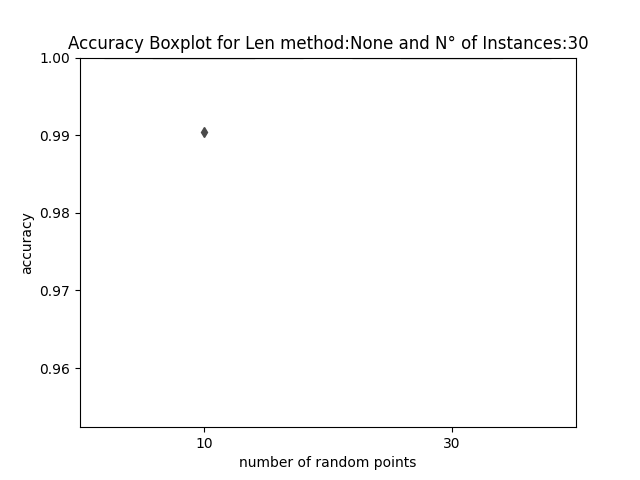 Accuracy Boxplot for Len method:None and N° of Instances:30
1.00
0.99
0.98
0.97
0.96
accuracy
10
30
number of random points